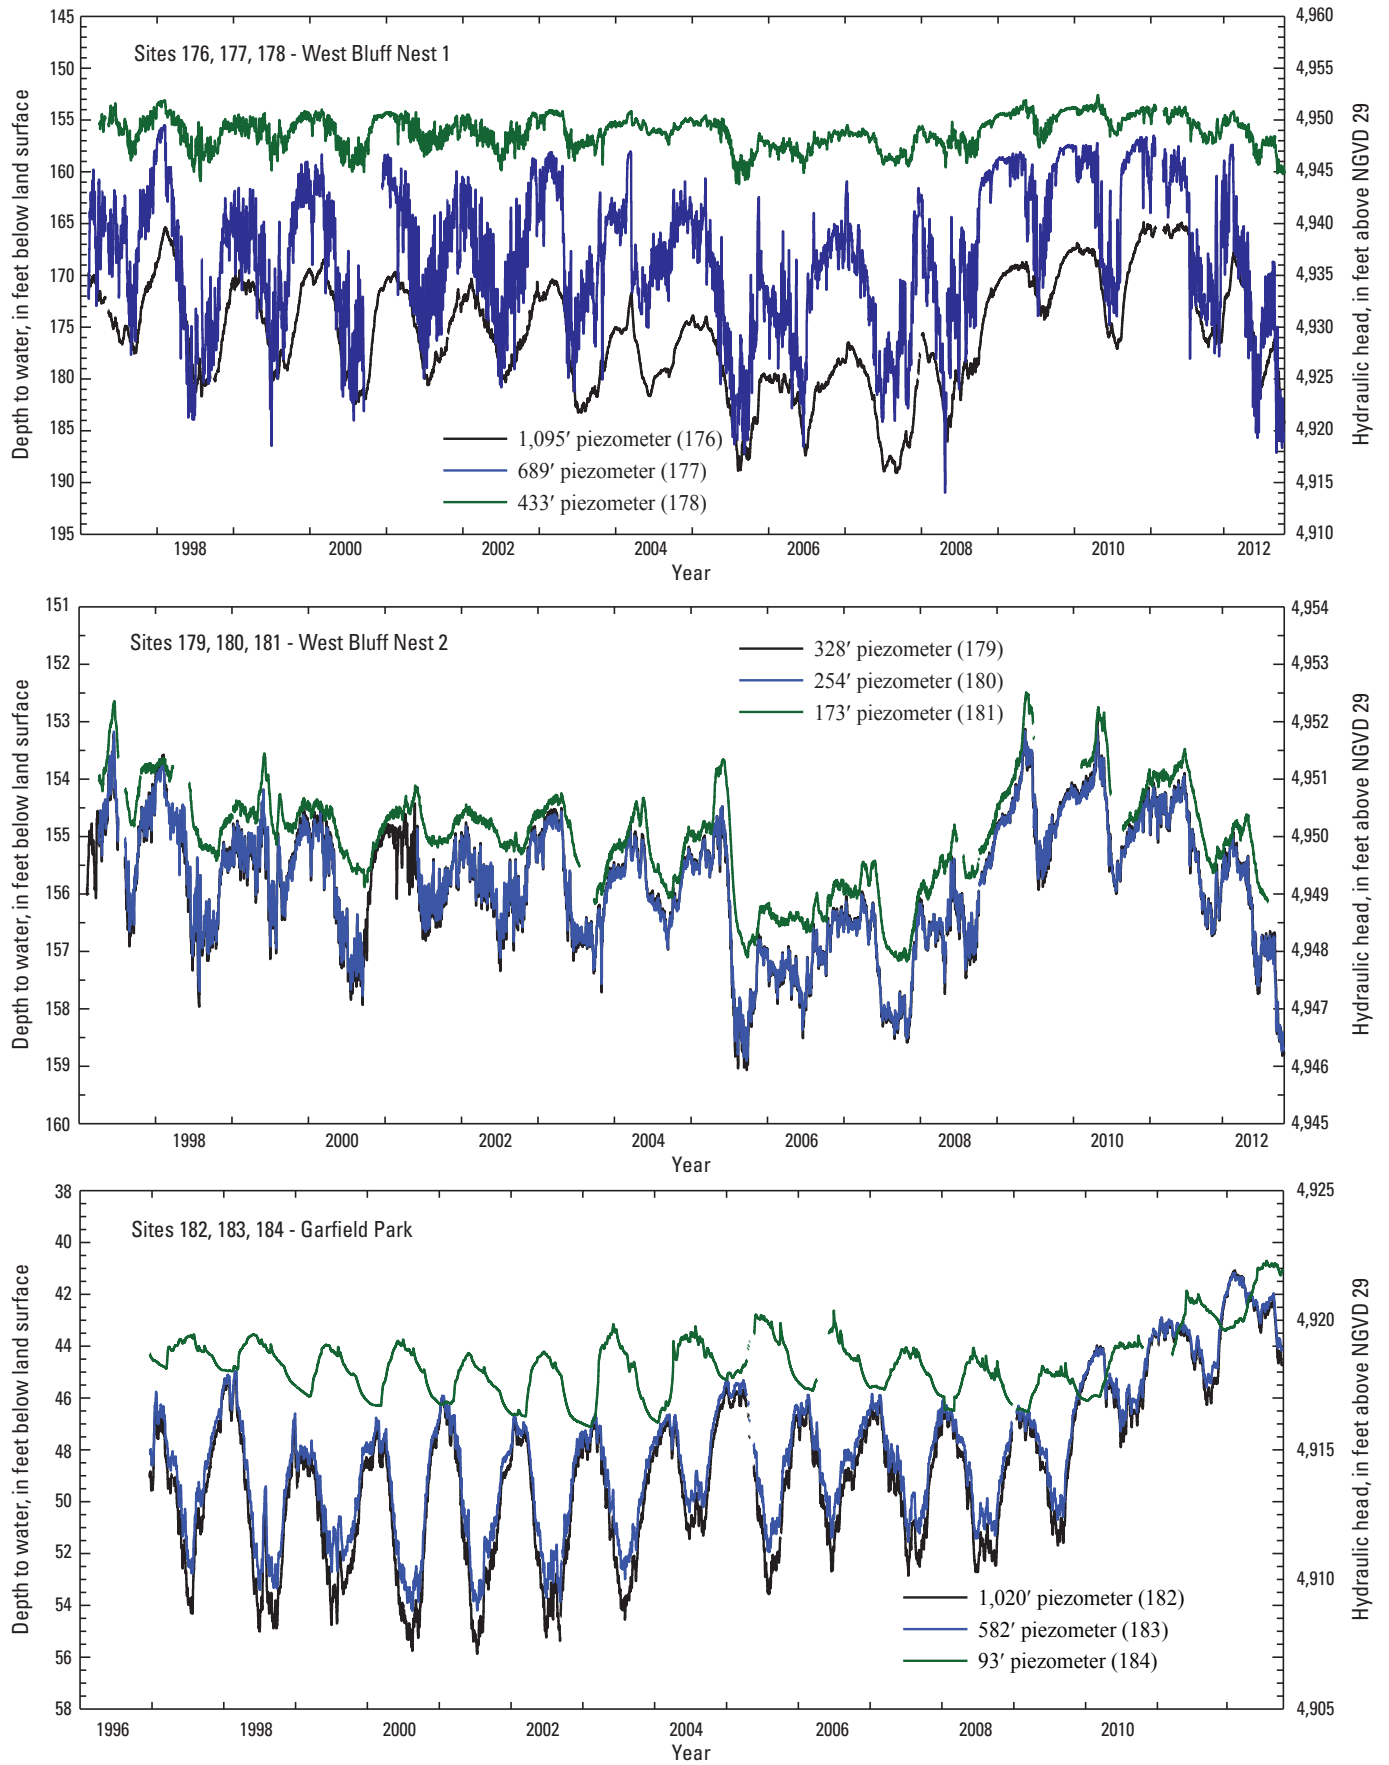 Sites 176, 177, 178 - West Bluff Nest 1
Depth to water, in feet below land surface
145
150
155
160
165
170
175
180
185
190
195
4,960
4,955
4,950
4,945
4,940
4,935
4,930
4,925
4,920
4,915
4,910
Hydraulic head, in feet above NGVD 29
1,095′ piezometer (176)
689′ piezometer (177)
433′ piezometer (178)
1998 2000 2002 2004 2006 2008 2010 2012
Year
Sites 179, 180, 181 - West Bluff Nest 2
Depth to water, in feet below land surface
151
152
153
154
155
156
157
158
159
160
4,954
4,953
4,952
4,951
4,950
4,949
4,948
4,947
4,946
4,945
Hydraulic head, in feet above NGVD 29
328′ piezometer (179)
254′ piezometer (180)
173′ piezometer (181)
1998 2000 2002 2004 2006 2008 2010 2012
Year
Sites 182, 183, 184 - Garfield Park
Depth to water, in feet below land surface
38
40
42
44
46
48
50
52
54
56
58
4,925
4,920
4,915
4,910
4,905
Hydraulic head, in feet above NGVD 29
1,020′ piezometer (182)
582′ piezometer (183)
93′ piezometer (184)
1996 1998 2000 2002 2004 2006 2008 2010
Year